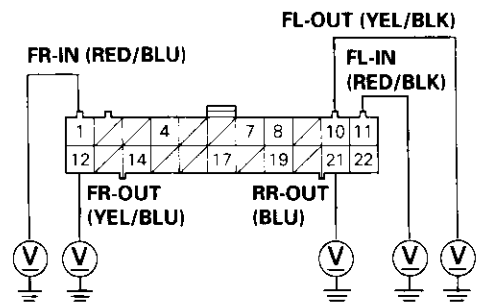 FL-OUT (YEL/BLK)
FR-IN (RED/BLU)
FL-IN
(RED/BLK)
1 4 7 8 10 11
12 14 17 19 21 22
FR-OUT
(YEL/BLU)
RR-OUT
(BLU)
V V V V V